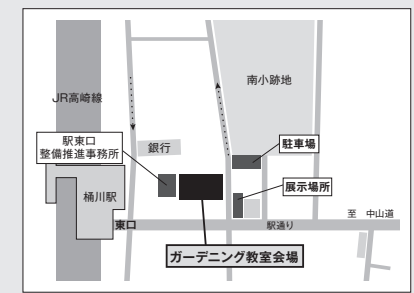 南小跡地
JR高崎線
駅東口
整備推進事務所
銀行
駐車場
展示場所
桶川駅
東口
駅通り
至　中山道
ガーデニング教室会場